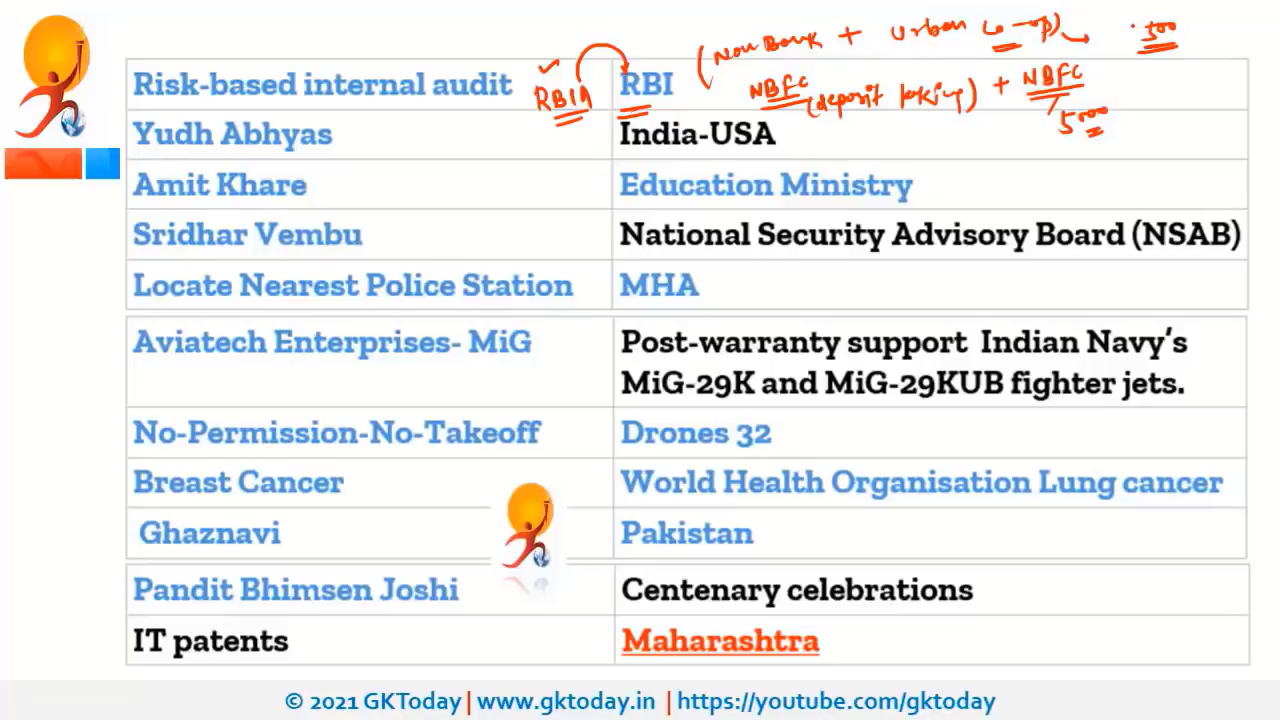 (Non Bank + Urban Co-op) 500
Risk-based internal audit RBIA RBI NBFC (deposit taking) + NBFC
5000
Yudh Abhyas India-USA
Amit Khare Education Ministry
Sridhar Vembu National Security Advisory Board (NSAB)
Locate Nearest Police Station MHA
Aviatech Enterprises- MiG Post-warranty support Indian Navy's
MiG-29K and MiG-29KUB fighter jets.
No-Permission-No-Takeoff Drones 32
Breast Cancer World Health Organisation Lung cancer
Ghaznavi Pakistan
Pandit Bhimsen Joshi Centenary celebrations
IT patents Maharashtra
© 2021 GKToday | www.gktoday.in | https://youtube.com/gktoday